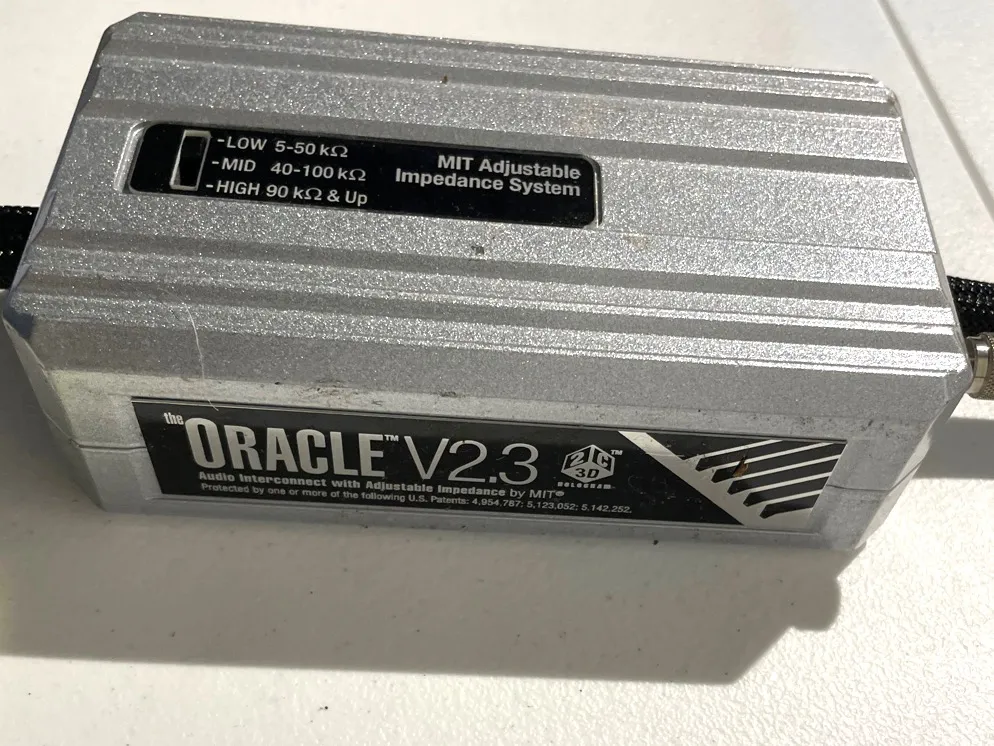 -LOW 5-50 kΩ
-MID 40-100 kΩ
-HIGH 90 kΩ & Up
MIT Adjustable
Impedance System
the ORACLE™ V2.3
2C™
3D
HOLOGRAM
Audio Interconnect with Adjustable Impedance by MIT®
Protected by one or more of the following U.S. Patents: 4,954,787; 5,123,052; 5,142,252.